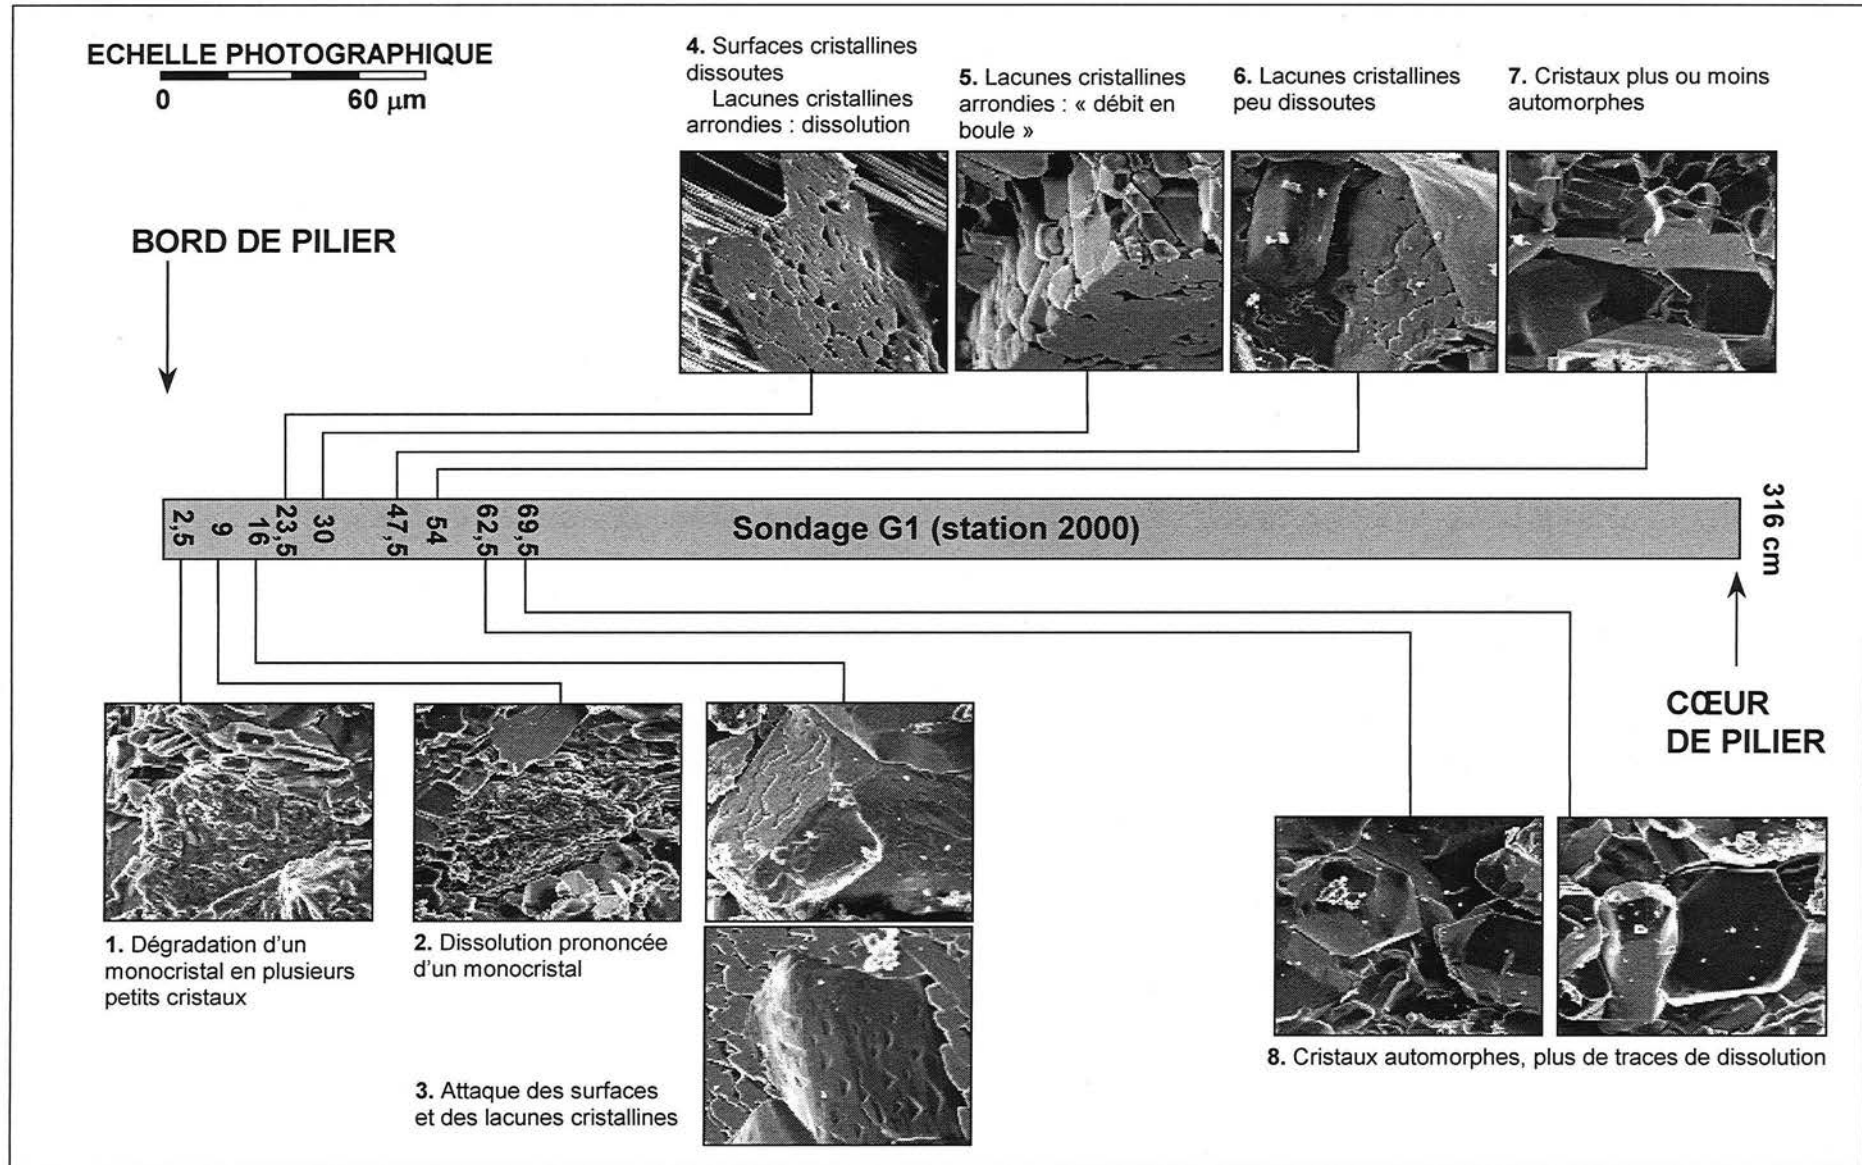 ECHELLE PHOTOGRAPHIQUE
0 60 µm
4. Surfaces cristallines
dissoutes
Lacunes cristallines
arrondies : dissolution
5. Lacunes cristallines
arrondies : « débit en
boule »
6. Lacunes cristallines
peu dissoutes
7. Cristaux plus ou moins
automorphes
BORD DE PILIER
2,5
9
16
23,5
30
47,5
54
62,5
69,5
Sondage G1 (station 2000)
316 cm
CŒUR
DE PILIER
1. Dégradation d'un
monocristal en plusieurs
petits cristaux
2. Dissolution prononcée
d'un monocristal
3. Attaque des surfaces
et des lacunes cristallines
8. Cristaux automorphes, plus de traces de dissolution